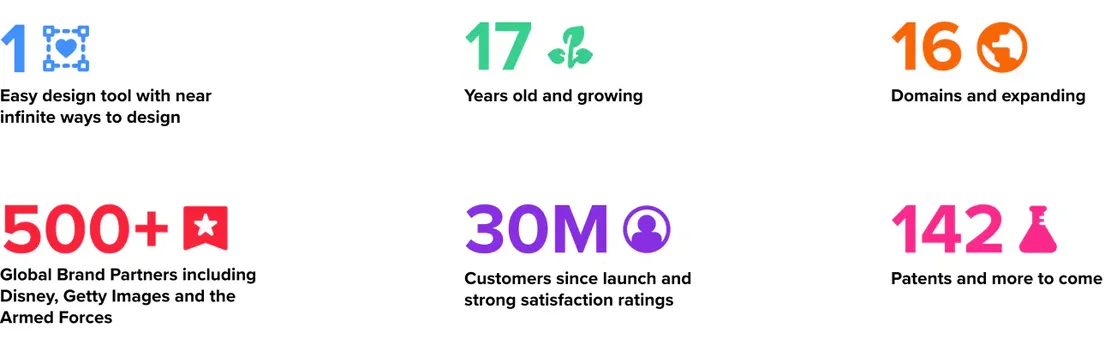 1
Easy design tool with near
infinite ways to design
17
Years old and growing
16
Domains and expanding
500+
Global Brand Partners including
Disney, Getty Images and the
Armed Forces
30M
Customers since launch and
strong satisfaction ratings
142
Patents and more to come